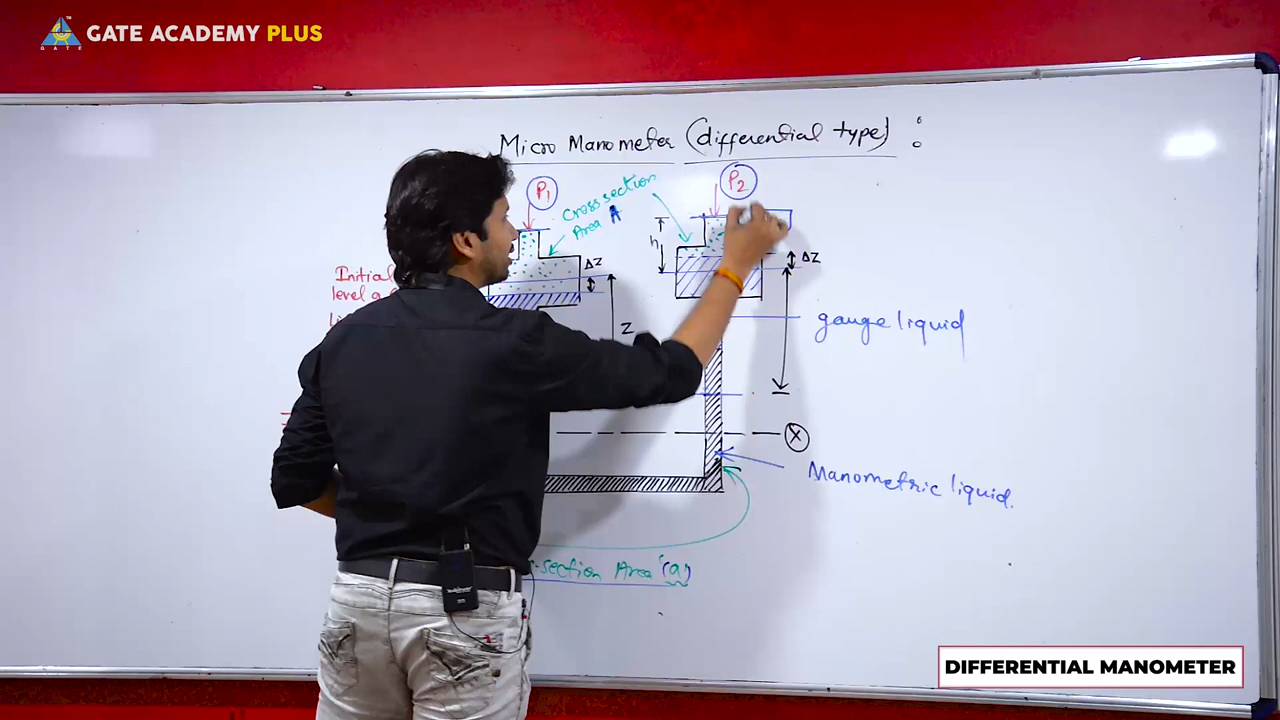 GATE ACADEMY PLUS
GATE
Micro Manometer (differential type) :
P1
P2
Cross section
Area A
h
ΔZ
ΔZ
Initial
level
Z
gauge liquid
X
Manometric liquid.
-section Area '(a)
DIFFERENTIAL MANOMETER